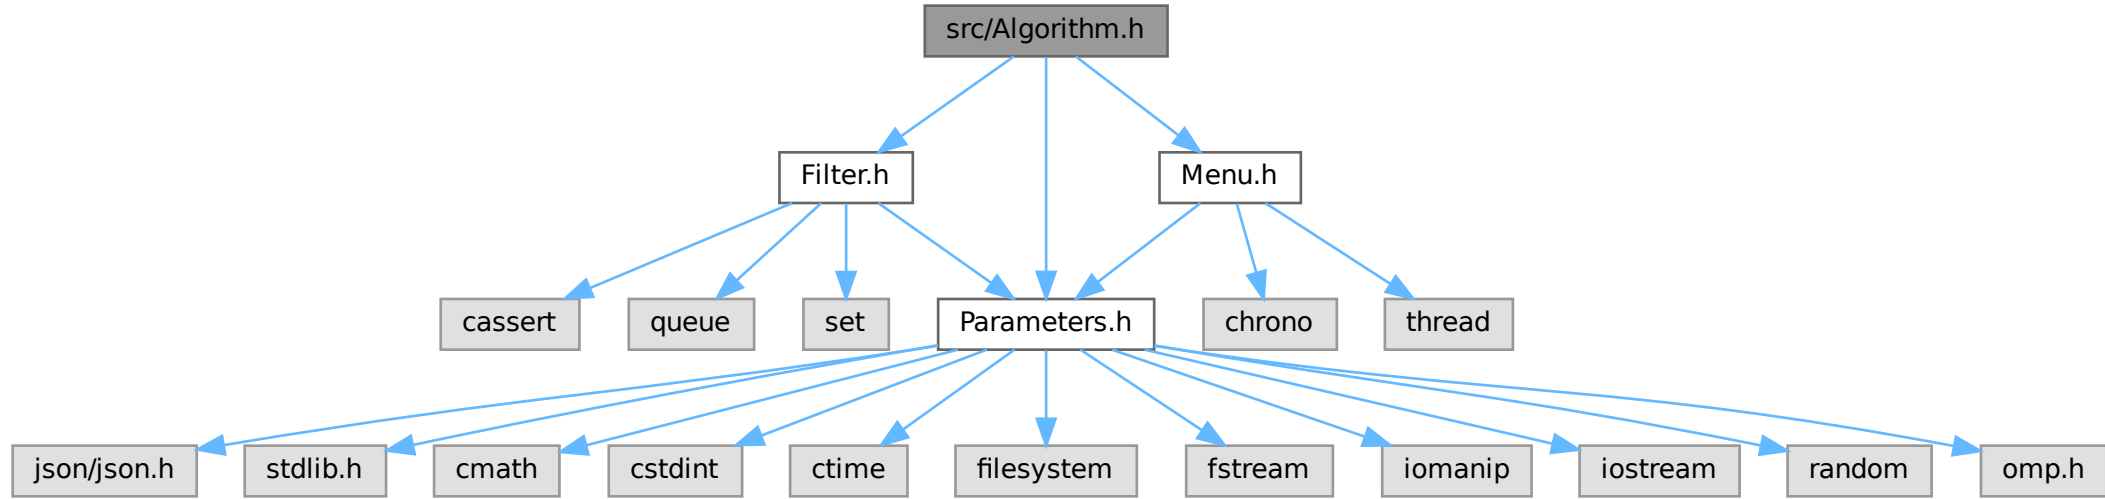 src/Algorithm.h
Filter.h
Menu.h
cassert
queue
set
Parameters.h
chrono
thread
json/json.h
stdlib.h
cmath
cstdint
ctime
filesystem
fstream
iomanip
iostream
random
omp.h